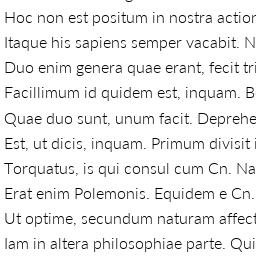 Hoc non est positum in nostra action
Itaque his sapiens semper vacabit. N
Duo enim genera quae erant, fecit tri
Facillimum id quidem est, inquam. B
Quae duo sunt, unum facit. Deprehe
Est, ut dicis, inquam. Primum divisit i
Torquatus, is qui consul cum Cn. Na
Erat enim Polemonis. Equidem e Cn.
Ut optime, secundum naturam affect
Iam in altera philosophiae parte. Qui